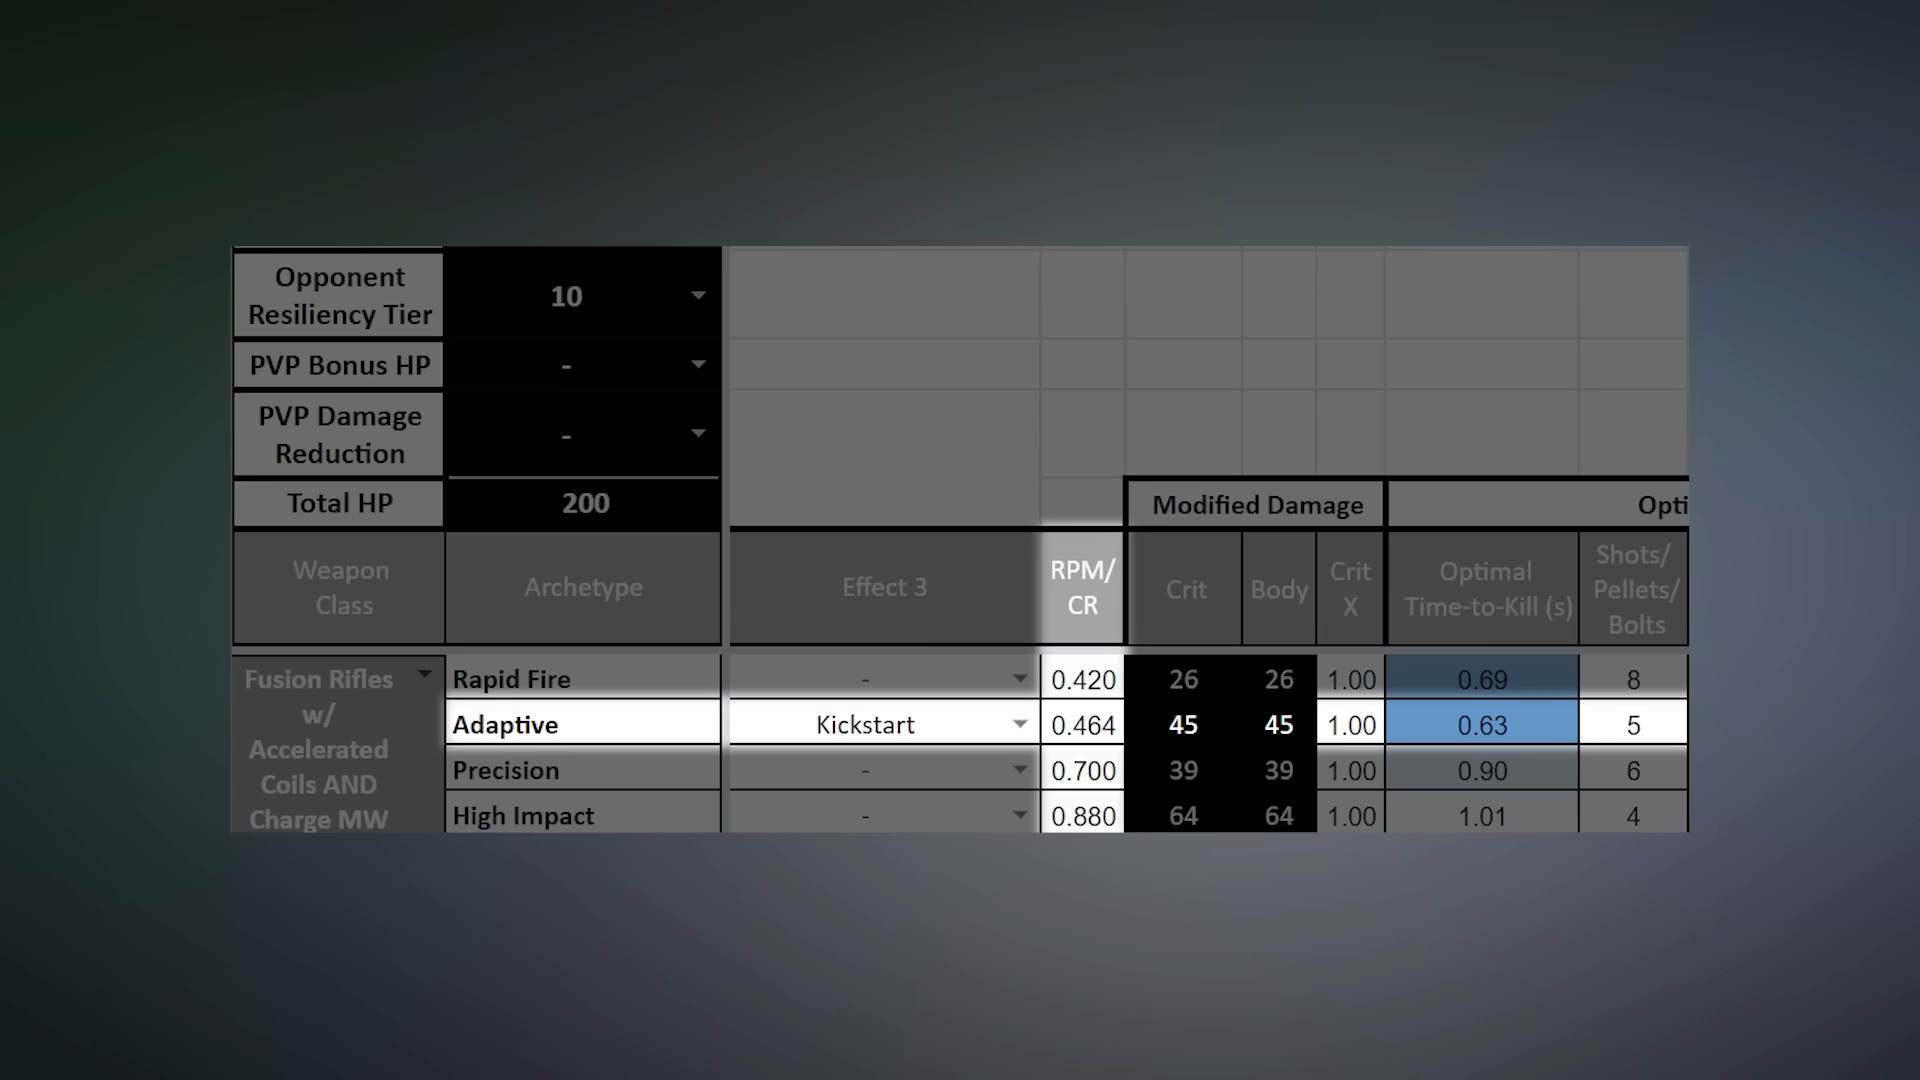 Opponent
Resiliency Tier
10
PVP Bonus HP
-
PVP Damage
Reduction
-
Total HP
200
Modified Damage
Opti
Weapon
Class
Archetype
Effect 3
RPM/
CR
Crit
Body
Crit
X
Optimal
Time-to-Kill (s)
Shots/
Pellets/
Bolts
Fusion Rifles
w/
Accelerated
Coils AND
Charge MW
Rapid Fire - 0.420 26 26 1.00 0.69 8
Adaptive Kickstart 0.464 45 45 1.00 0.63 5
Precision - 0.700 39 39 1.00 0.90 6
High Impact - 0.880 64 64 1.00 1.01 4